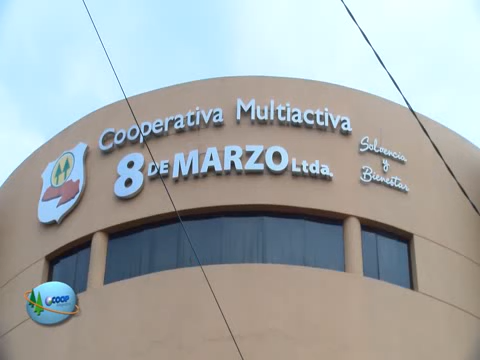 Cooperativa Multiactiva
8 DE MARZO Ltda.
Solvencia
y
Bienestar
COOP